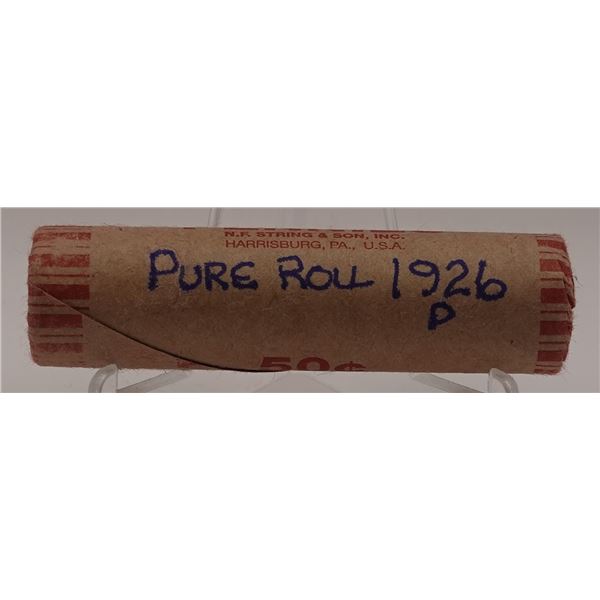 N.F. STRING & SON, INC.
HARRISBURG, PA., U.S.A.
PURE ROLL 1926
P
50¢